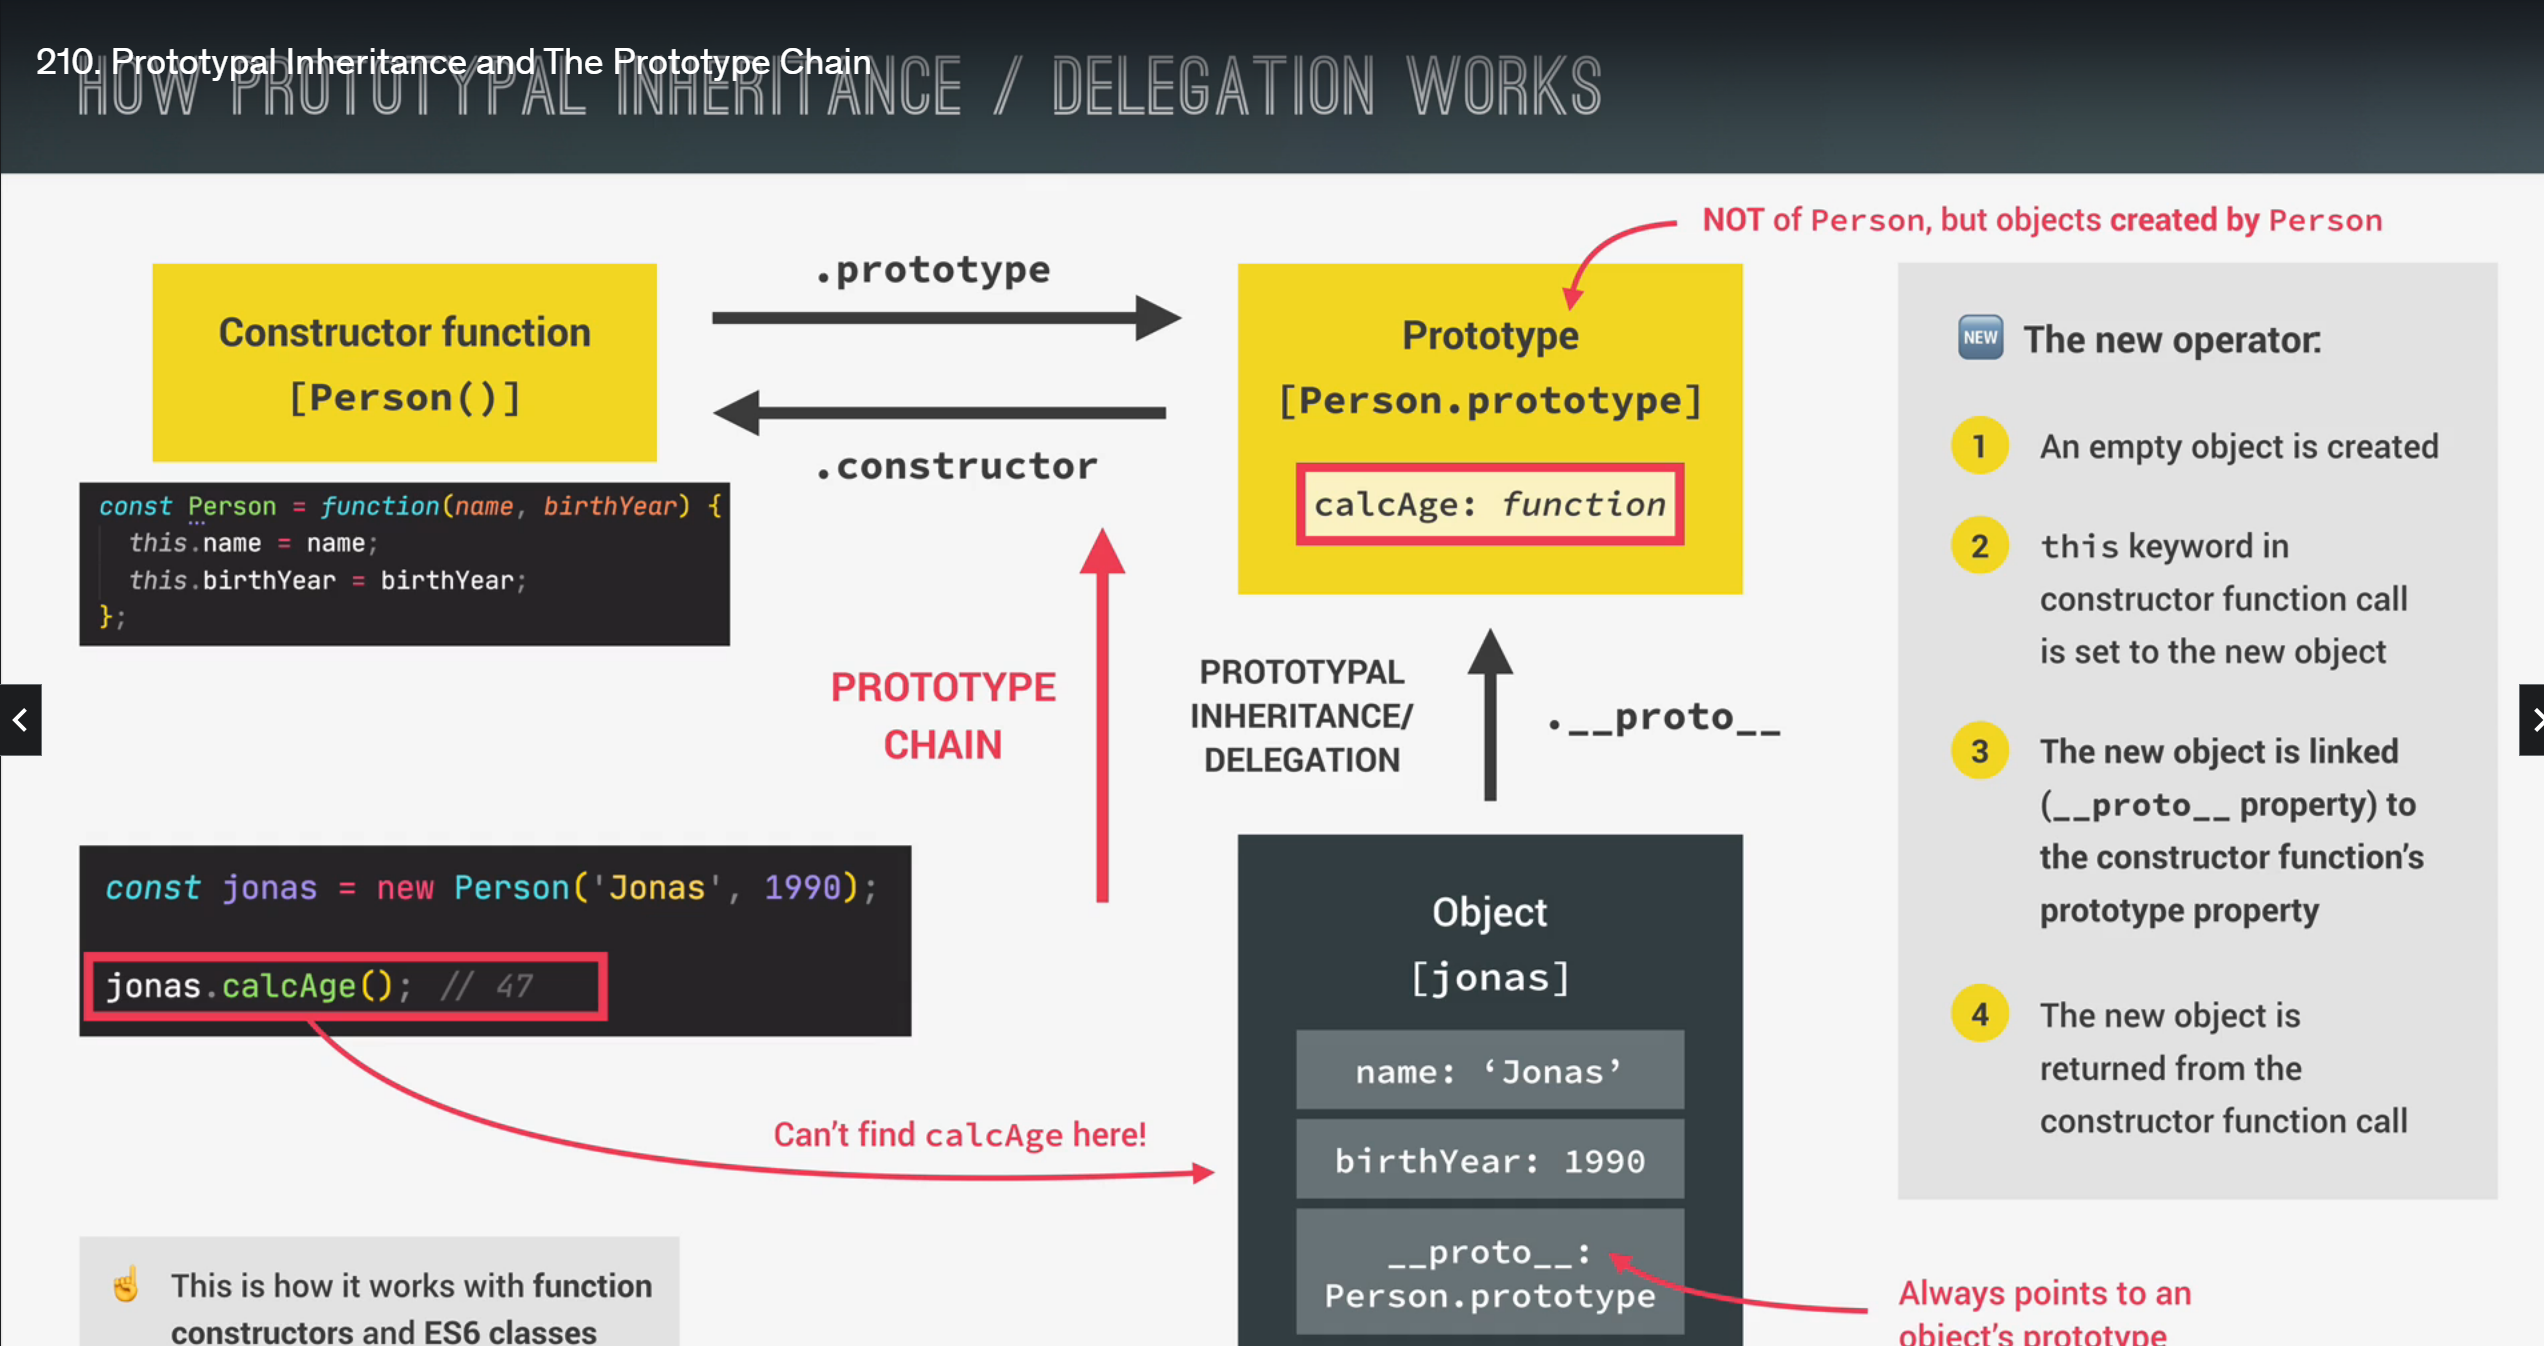 210. Prototypal Inheritance and The Prototype Chain
HOW PROTOTYPAL INHERITANCE / DELEGATION WORKS
NOT of Person, but objects created by Person
Constructor function
[Person()]
.prototype
.constructor
Prototype
[Person.prototype]
calcAge: function
const Person = function(name, birthYear) {
this.name = name;
this.birthYear = birthYear;
};
PROTOTYPE
CHAIN
PROTOTYPAL
INHERITANCE/
DELEGATION
.__proto__
const jonas = new Person('Jonas', 1990);
jonas.calcAge(); // 47
Can’t find calcAge here!
Object
[jonas]
name: ‘Jonas’
birthYear: 1990
__proto__:
Person.prototype
NEW The new operator:
1 An empty object is created
2 this keyword in
constructor function call
is set to the new object
3 The new object is linked
(__proto__ property) to
the constructor function’s
prototype property
4 The new object is
returned from the
constructor function call
This is how it works with function
constructors and ES6 classes
Always points to an
object’s prototype